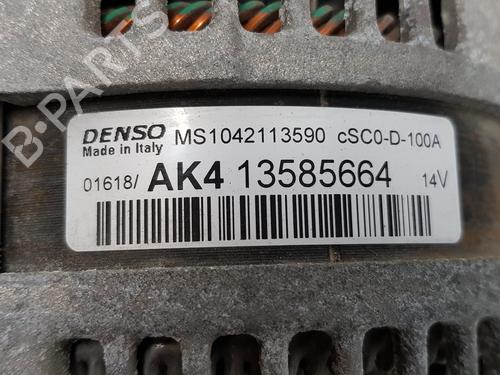 B-PARTS
DENSO MS1042113590 cSC0-D-100A
Made in Italy
01618/ AK4 13585664 14V